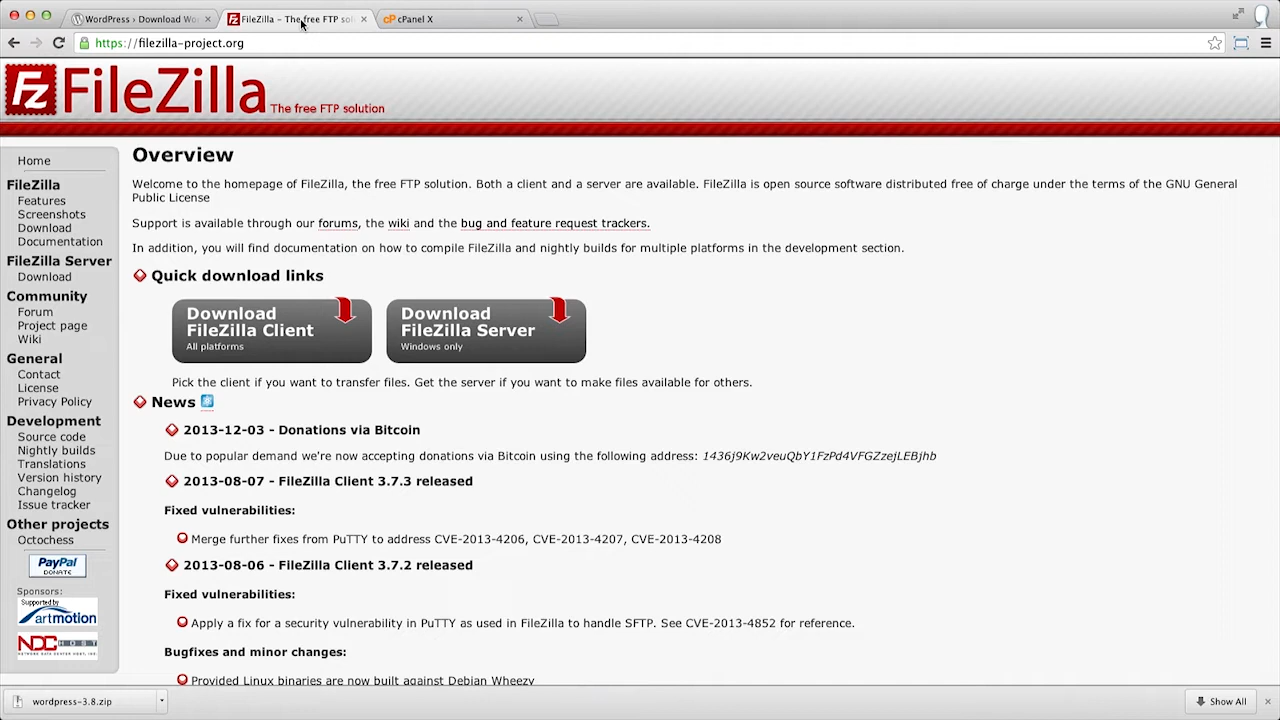 WordPress › Download Wo
FileZilla – The free FTP sol
cPanel X
https://filezilla-project.org
FileZilla The free FTP solution
Home
FileZilla
Features
Screenshots
Download
Documentation
FileZilla Server
Download
Community
Forum
Project page
Wiki
General
Contact
License
Privacy Policy
Development
Source code
Nightly builds
Translations
Version history
Changelog
Issue tracker
Other projects
Octochess
PayPal
DONATE
Sponsors:
Supported by
artmotion
NDC HOST
NETWORK DATA CENTER HOST, INC.
Overview
Welcome to the homepage of FileZilla, the free FTP solution. Both a client and a server are available. FileZilla is open source software distributed free of charge under the terms of the GNU General
Public License
Support is available through our forums, the wiki and the bug and feature request trackers.
In addition, you will find documentation on how to compile FileZilla and nightly builds for multiple platforms in the development section.
Quick download links
Download
FileZilla Client
All platforms
Download
FileZilla Server
Windows only
Pick the client if you want to transfer files. Get the server if you want to make files available for others.
News
2013-12-03 - Donations via Bitcoin
Due to popular demand we're now accepting donations via Bitcoin using the following address: 1436j9Kw2veuQbY1FzPd4VFGZzejLEBjhb
2013-08-07 - FileZilla Client 3.7.3 released
Fixed vulnerabilities:
Merge further fixes from PuTTY to address CVE-2013-4206, CVE-2013-4207, CVE-2013-4208
2013-08-06 - FileZilla Client 3.7.2 released
Fixed vulnerabilities:
Apply a fix for a security vulnerability in PuTTY as used in FileZilla to handle SFTP. See CVE-2013-4852 for reference.
Bugfixes and minor changes:
Provided Linux binaries are now built against Debian Wheezy
wordpress-3.8.zip
Show All